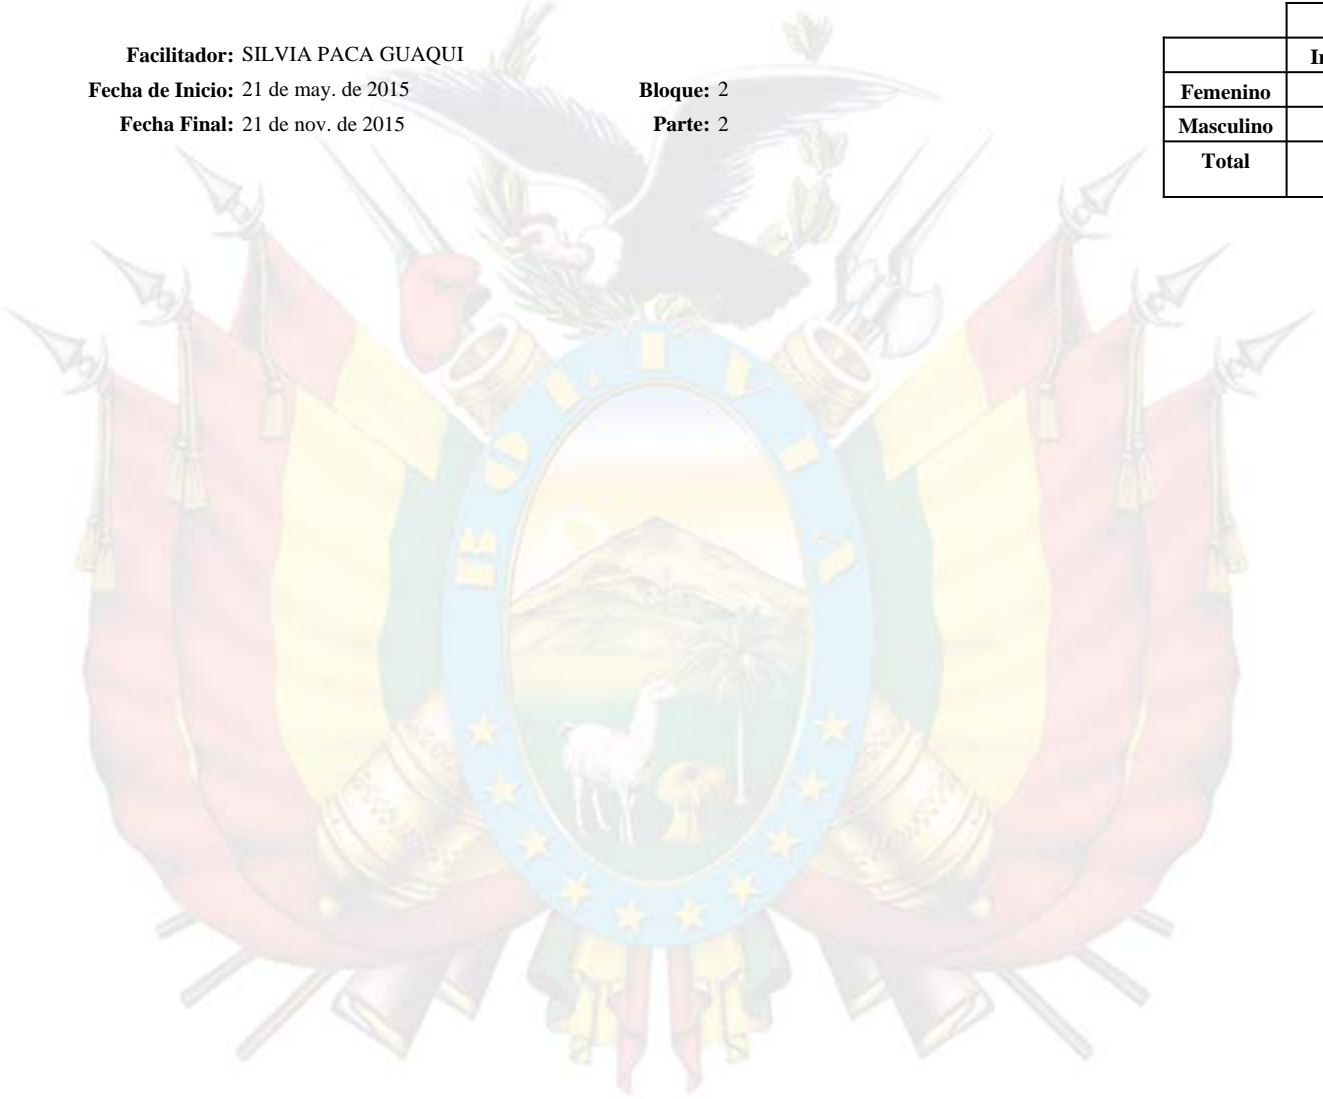 Facilitador: SILVIA PACA GUAQUI
Fecha de Inicio: 21 de may. de 2015 Bloque: 2
Fecha Final: 21 de nov. de 2015 Parte: 2
Femenino
Masculino
Total
BOLIVIA